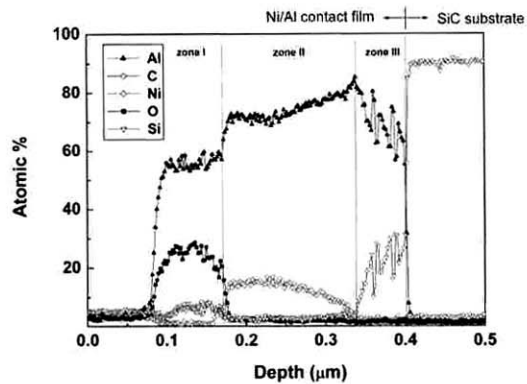 Ni/Al contact film
SiC substrate
zona I
zone II
zone III
Al
C
Ni
O
Si
100
80
60
40
20
Atomic %
0.0 0.1 0.2 0.3 0.4 0.5
Depth (μm)